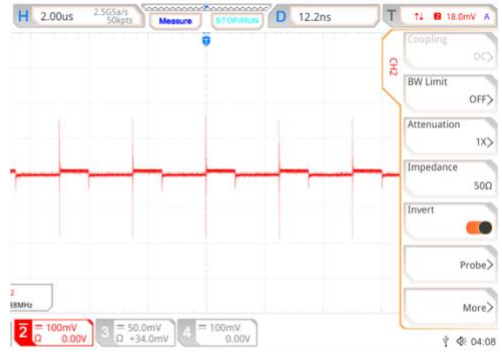 H 2.00us 2.5GSa/s 50kpts Measure STOP/RUN D 12.2ns T 2 18.0mV A
CH2
Coupling
DC>
BW Limit
OFF>
Attenuation
1X>
Impedance
50Ω
Invert
Probe>
More>
2
38MHz
2 = 100mV Ω 0.00V
3 = 50.0mV Ω +34.0mV
4 = 100mV Ω 0.00V
04:08